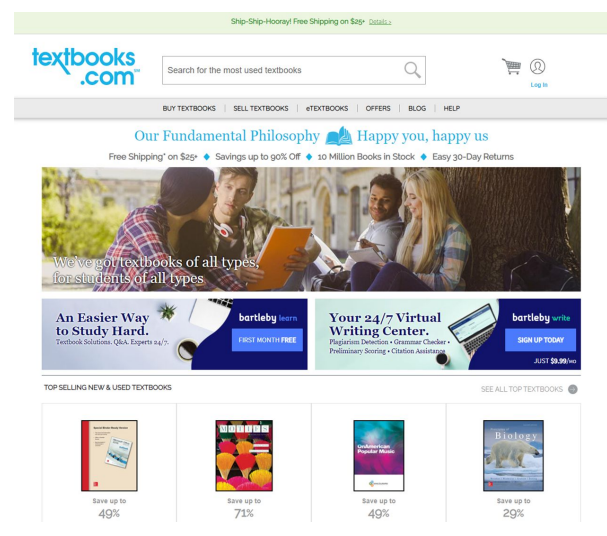 Ship-Ship-Hooray! Free Shipping on $25+ Details >
textbooks
.com
Search for the most used textbooks
Log In
BUY TEXTBOOKS | SELL TEXTBOOKS | eTEXTBOOKS | OFFERS | BLOG | HELP
Our Fundamental Philosophy Happy you, happy us
Free Shipping* on $25+ ◆ Savings up to 90% Off ◆ 10 Million Books in Stock ◆ Easy 30-Day Returns
We've got textbooks of all types,
for students of all types
An Easier Way
to Study Hard.
Textbook Solutions. Q&A. Experts 24/7.
bartleby learn
FIRST MONTH FREE
Your 24/7 Virtual
Writing Center.
Plagiarism Detection • Grammar Checker •
Preliminary Scoring • Citation Assistance
bartleby write
SIGN UP TODAY
JUST $9.99/mo
TOP SELLING NEW & USED TEXTBOOKS
SEE ALL TOP TEXTBOOKS
MOTIFS
Popular Music
Biology
Save up to
49%
Save up to
71%
Save up to
49%
Save up to
29%